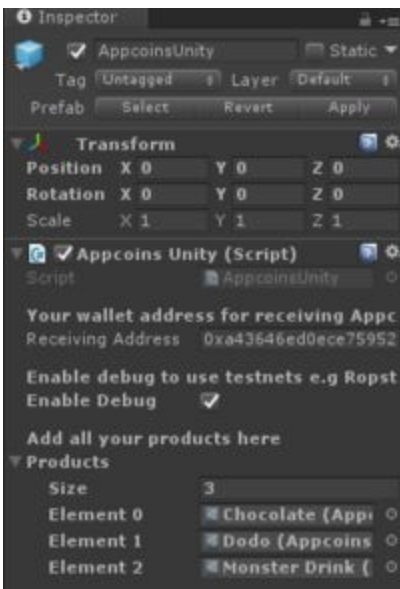 Inspector
AppcoinsUnity Static
Tag Untagged Layer Default
Prefab Select Revert Apply
Transform
Position X 0 Y 0 Z 0
Rotation X 0 Y 0 Z 0
Scale X 1 Y 1 Z 1
Appcoins Unity (Script)
Script AppcoinsUnity
Your wallet address for receiving Appc
Receiving Address 0xa43646ed0ece75952
Enable debug to use testnets e.g Ropst
Enable Debug
Add all your products here
Products
Size 3
Element 0 Chocolate (Appc
Element 1 Dodo (Appcoins
Element 2 Monster Drink (